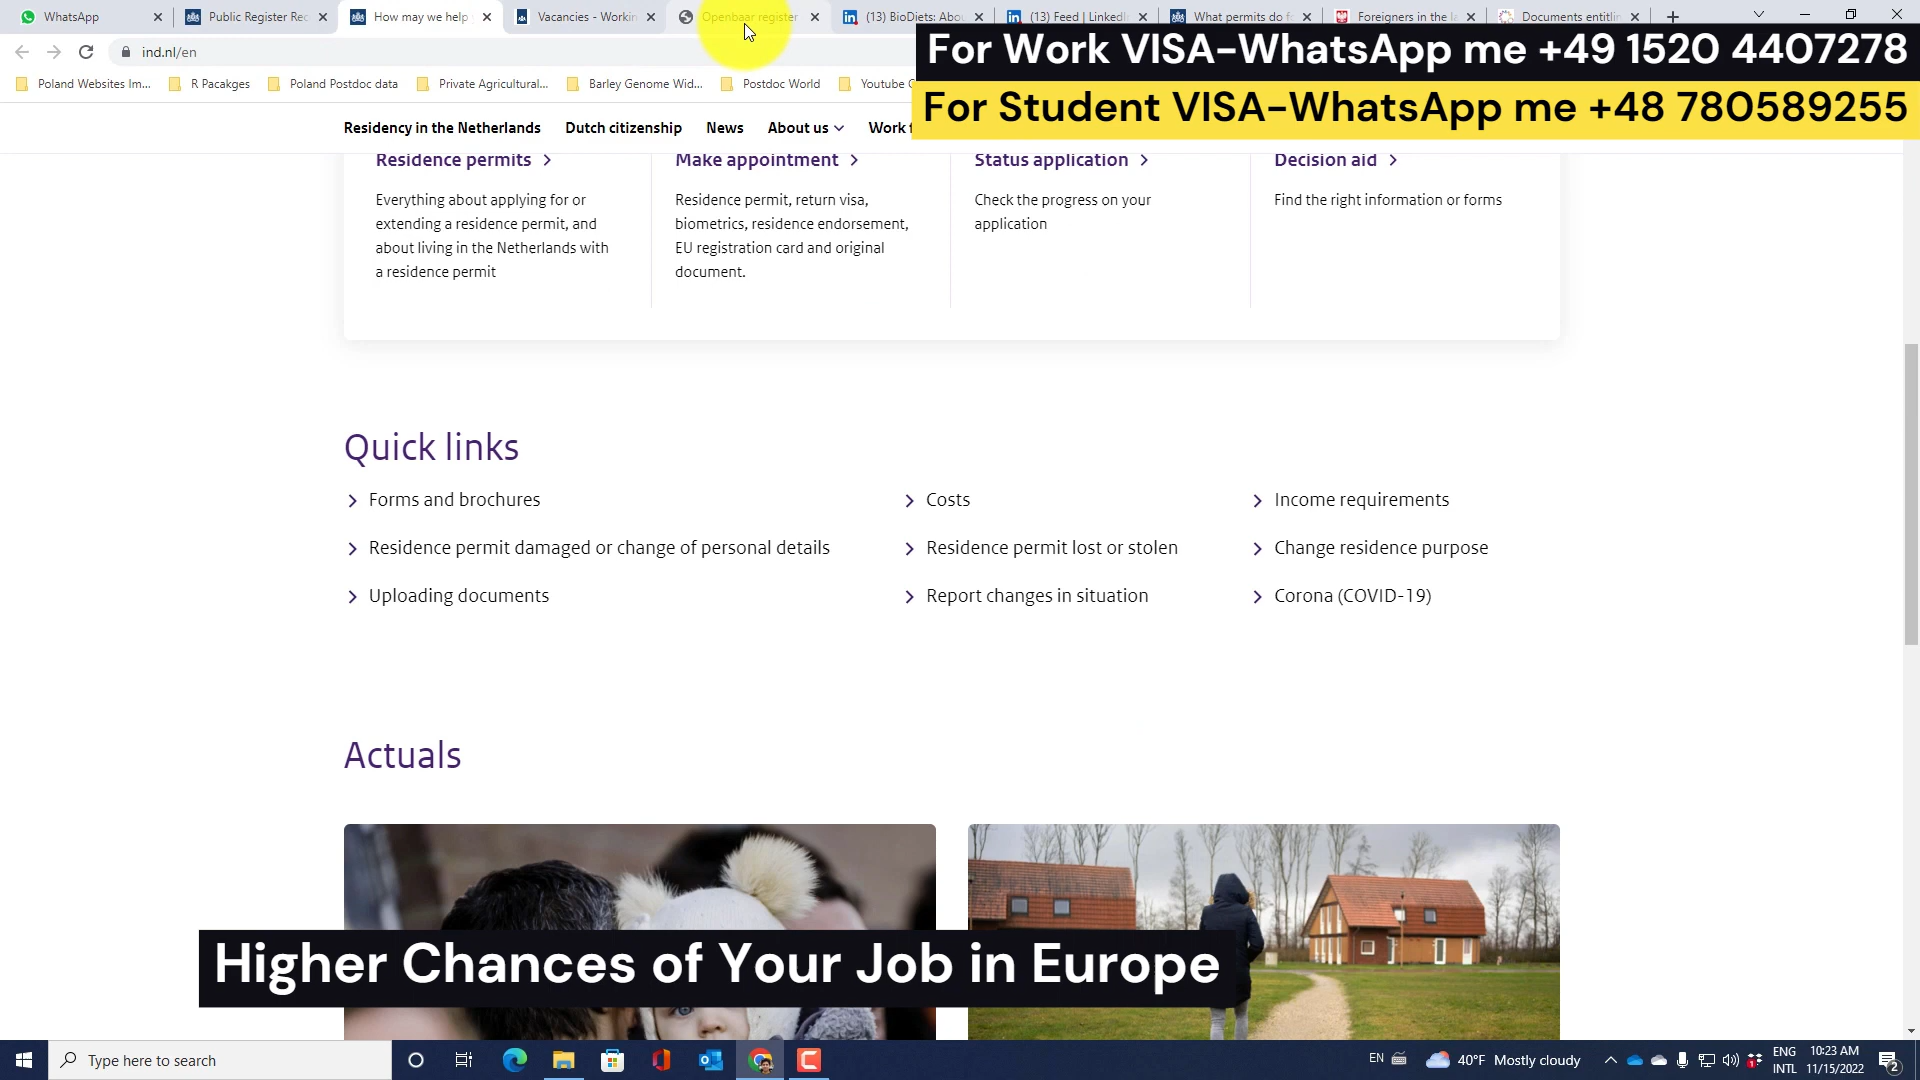 WhatsApp
Public Register Rec
How may we help
Vacancies - Workin
Openbaar register
(13) BioDiets: Abou
(13) Feed | LinkedI
What permits do fo
Foreigners in the la
Documents entitlin
ind.nl/en
For Work VISA-WhatsApp me +49 1520 4407278
Poland Websites Im...
R Pacakges
Poland Postdoc data
Private Agricultural...
Barley Genome Wid...
Postdoc World
Youtube
For Student VISA-WhatsApp me +48 780589255
Residency in the Netherlands
Dutch citizenship
News
About us
Work
Residence permits
Everything about applying for or
extending a residence permit, and
about living in the Netherlands with
a residence permit
Make appointment
Residence permit, return visa,
biometrics, residence endorsement,
EU registration card and original
document.
Status application
Check the progress on your
application
Decision aid
Find the right information or forms
Quick links
Forms and brochures
Costs
Income requirements
Residence permit damaged or change of personal details
Residence permit lost or stolen
Change residence purpose
Uploading documents
Report changes in situation
Corona (COVID-19)
Actuals
Higher Chances of Your Job in Europe
Type here to search
EN
40°F Mostly cloudy
ENG
INTL
10:23 AM
11/15/2022
2